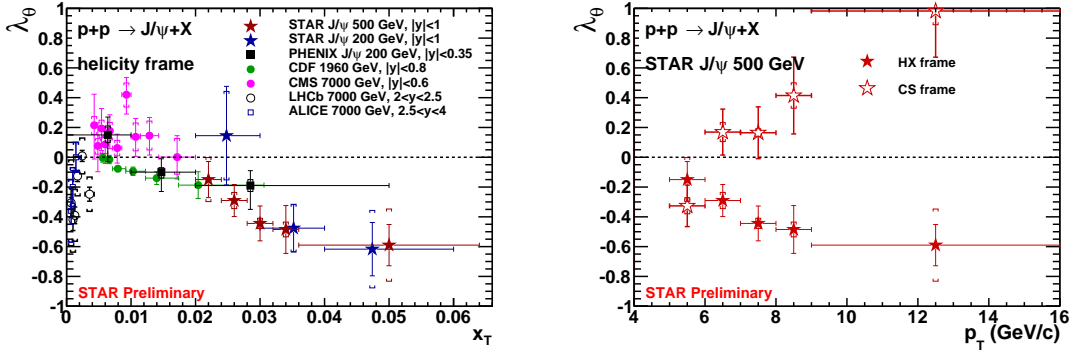 λθ
p+p → J/ψ+X
helicity frame
STAR J/ψ 500 GeV, |y|<1
STAR J/ψ 200 GeV, |y|<1
PHENIX J/ψ 200 GeV, |y|<0.35
CDF 1960 GeV, |y|<0.8
CMS 7000 GeV, |y|<0.6
LHCb 7000 GeV, 2<y<2.5
ALICE 7000 GeV, 2.5<y<4
1
0.8
0.6
0.4
0.2
0
-0.2
-0.4
-0.6
-0.8
-1
STAR Preliminary
0 0.01 0.02 0.03 0.04 0.05 0.06
xT
λθ
p+p → J/ψ+X
STAR J/ψ 500 GeV
HX frame
CS frame
1
0.8
0.6
0.4
0.2
0
-0.2
-0.4
-0.6
-0.8
-1
STAR Preliminary
4 6 8 10 12 14 16
pT (GeV/c)